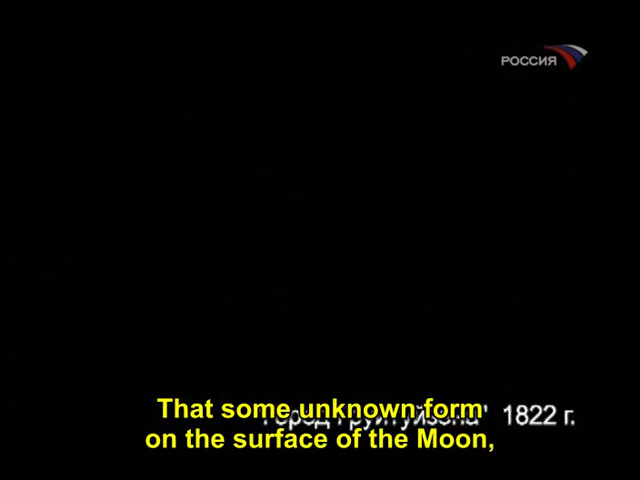 РОССИЯ
That some unknown form
1822 г.
on the surface of the Moon,